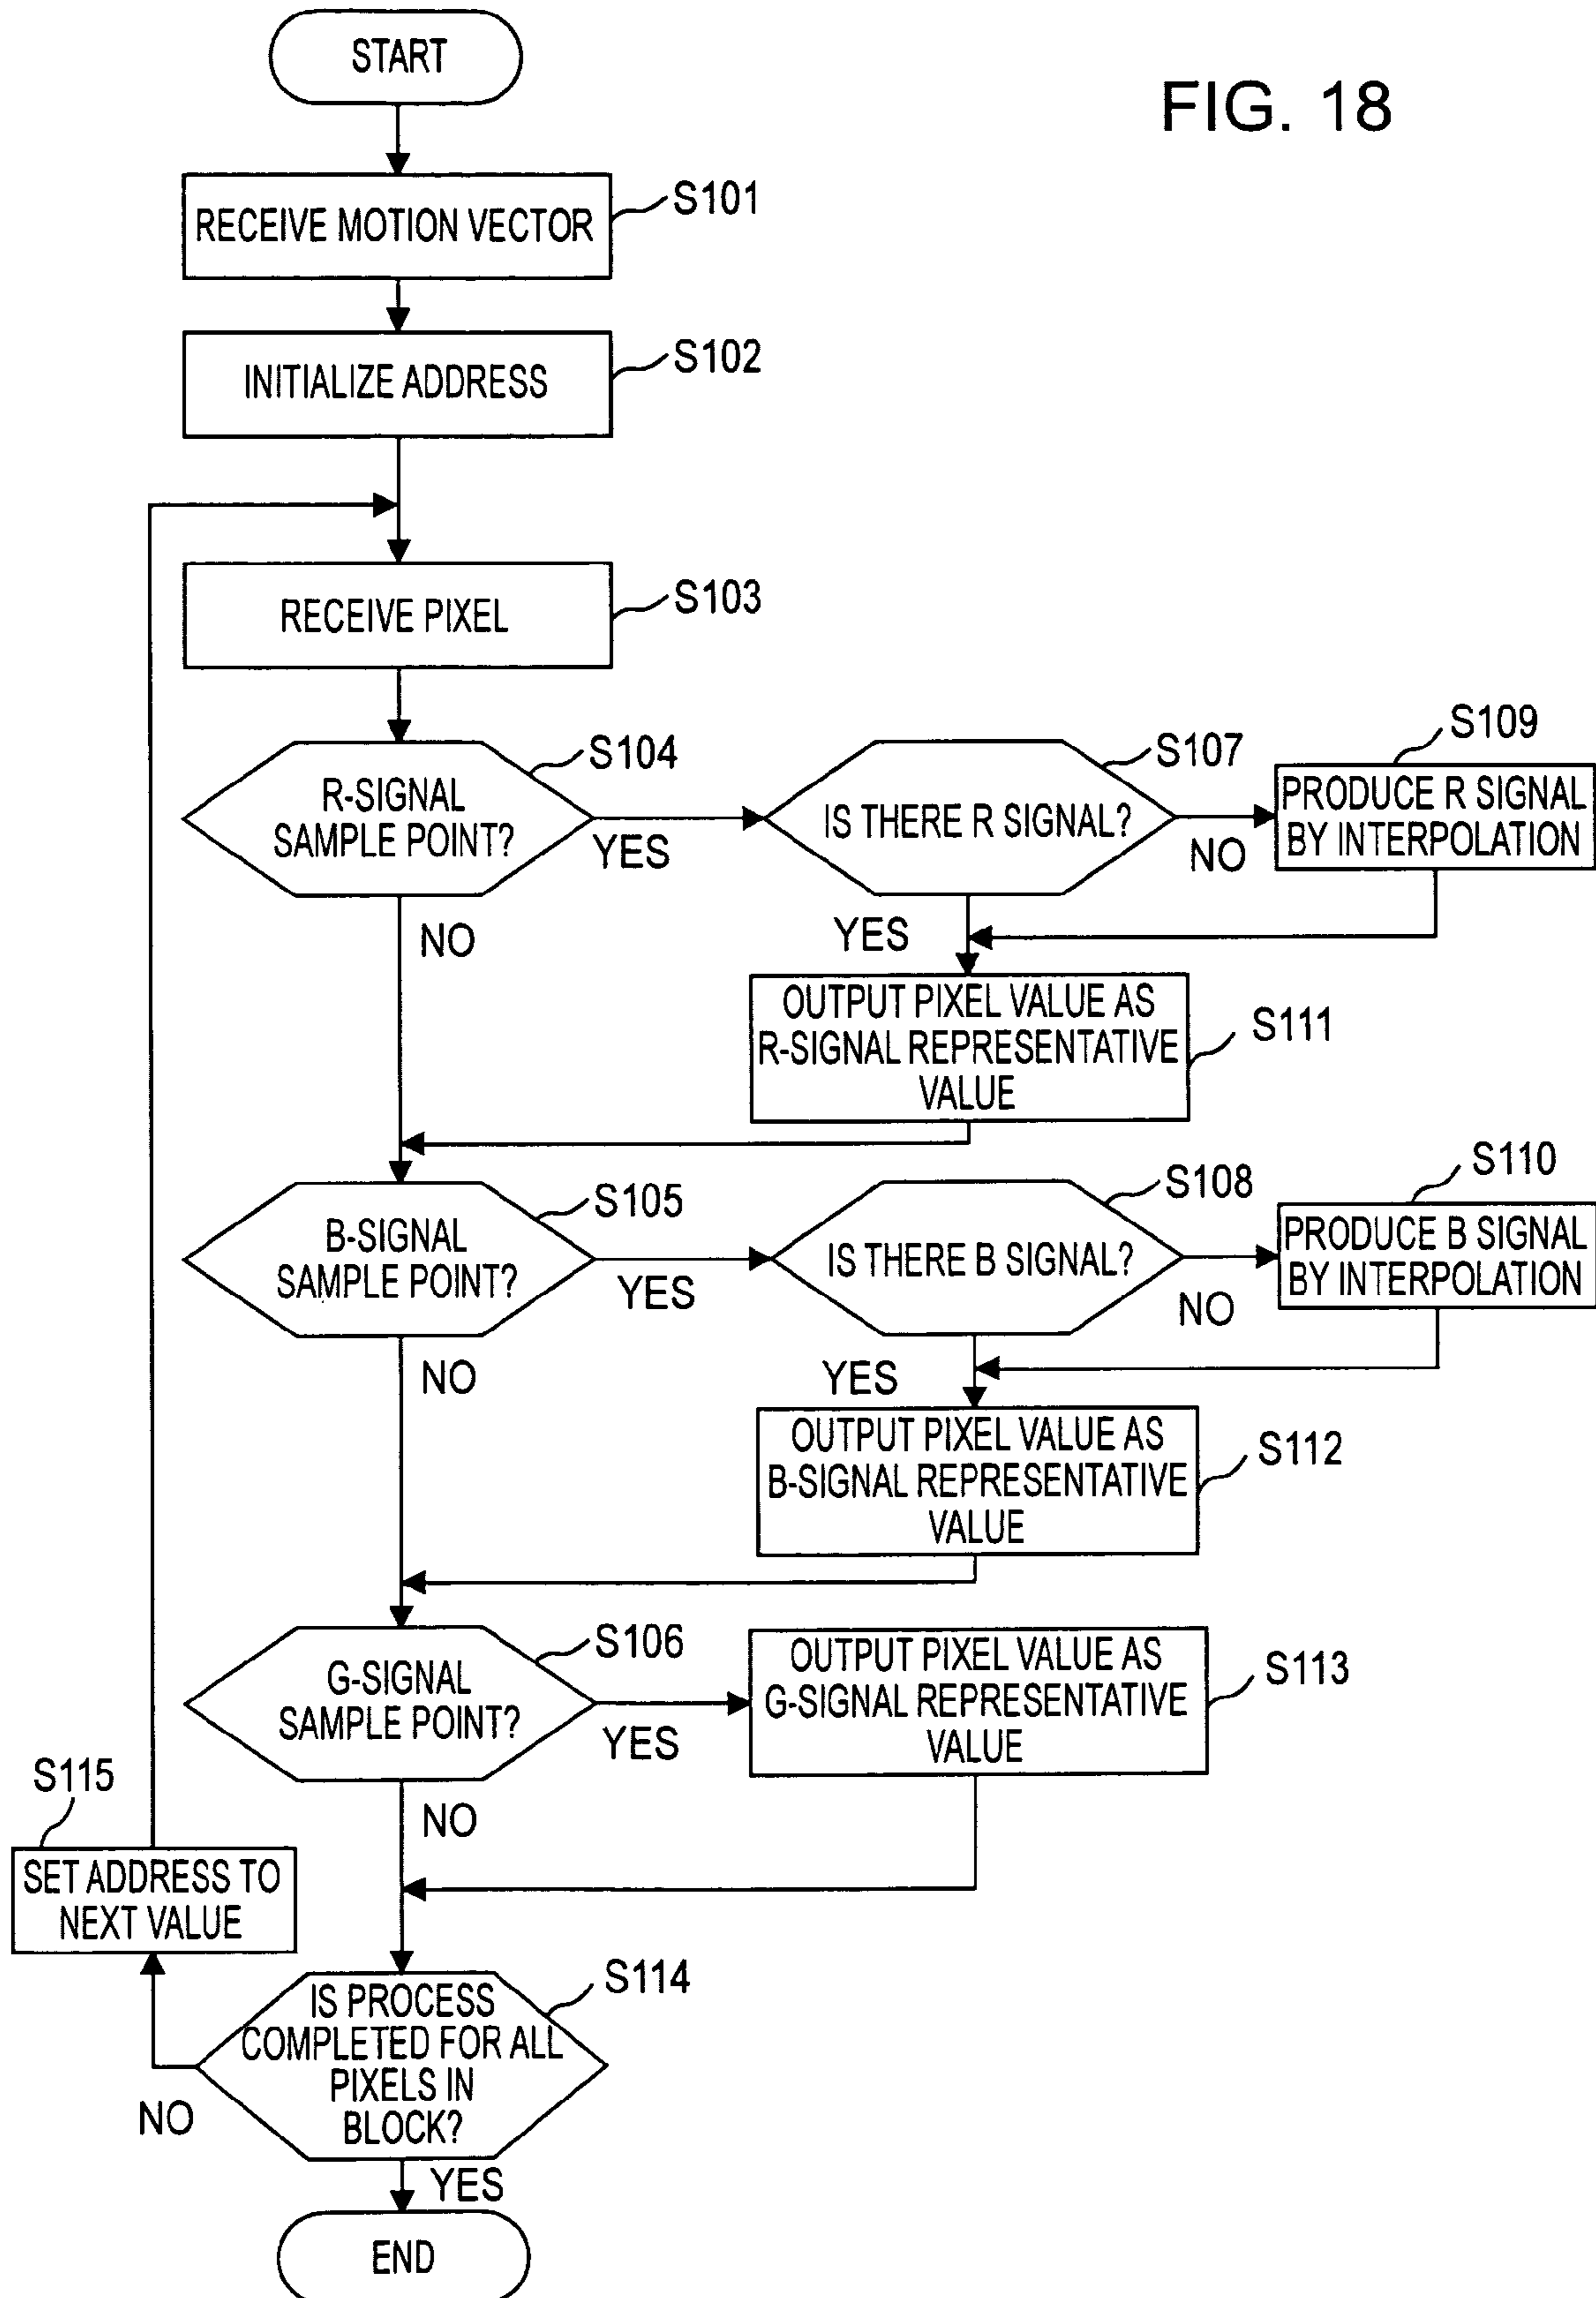 START
FIG. 18
RECEIVE MOTION VECTOR
S101
INITIALIZE ADDRESS
S102
RECEIVE PIXEL
S103
R-SIGNAL
SAMPLE POINT?
S104
YES
NO
IS THERE R SIGNAL?
S107
NO
YES
PRODUCE R SIGNAL
BY INTERPOLATION
S109
OUTPUT PIXEL VALUE AS
R-SIGNAL REPRESENTATIVE
VALUE
S111
B-SIGNAL
SAMPLE POINT?
S105
YES
NO
IS THERE B SIGNAL?
S108
NO
YES
PRODUCE B SIGNAL
BY INTERPOLATION
S110
OUTPUT PIXEL VALUE AS
B-SIGNAL REPRESENTATIVE
VALUE
S112
G-SIGNAL
SAMPLE POINT?
S106
YES
NO
OUTPUT PIXEL VALUE AS
G-SIGNAL REPRESENTATIVE
VALUE
S113
S115
SET ADDRESS TO
NEXT VALUE
IS PROCESS
COMPLETED FOR ALL
PIXELS IN
BLOCK?
S114
NO
YES
END